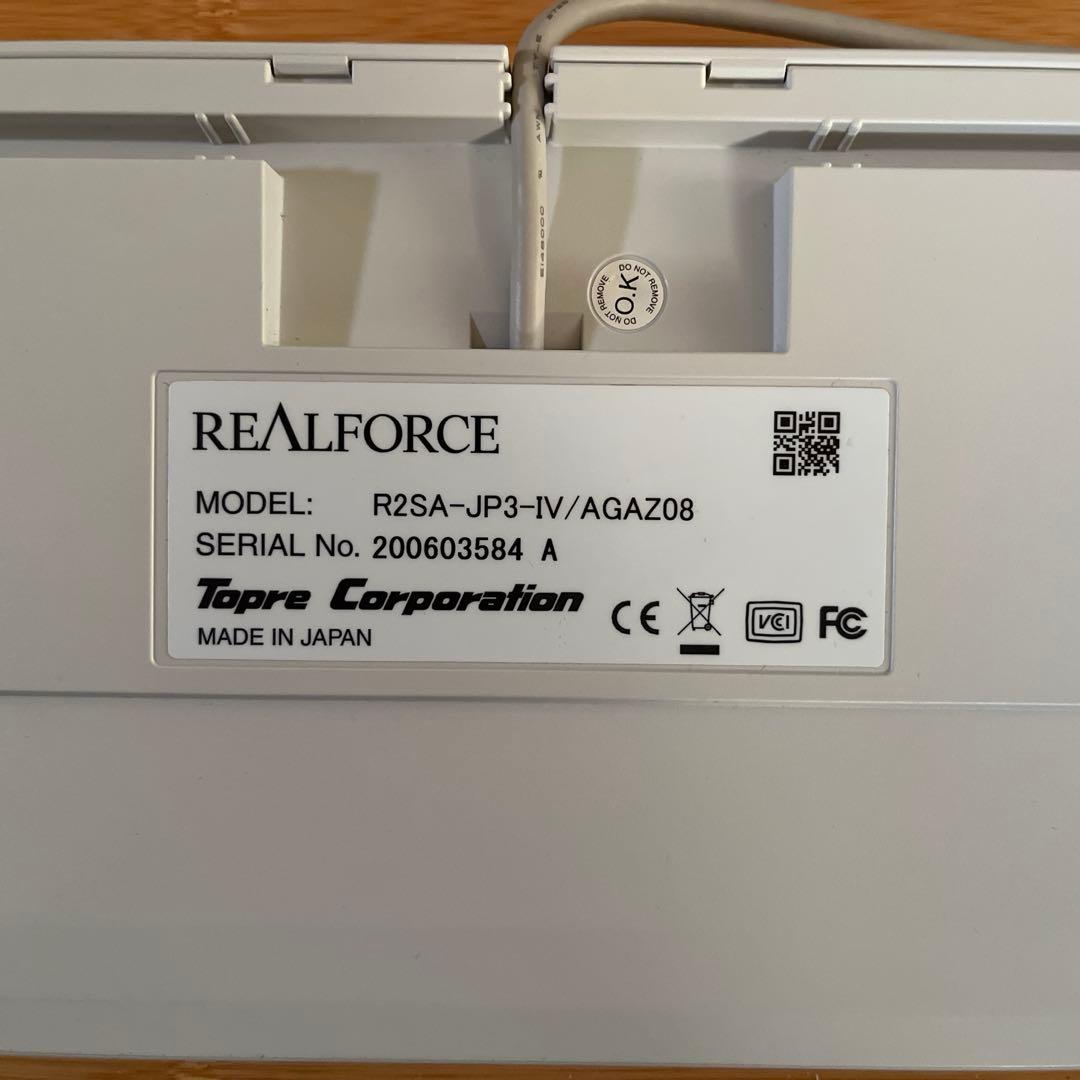 DO NOT REMOVE
O.K
DO NOT REMOVE
REALFORCE
MODEL: R2SA-JP3-IV/AGAZ08
SERIAL No. 200603584 A
Topre Corporation
MADE IN JAPAN
CE
VCCI
FC